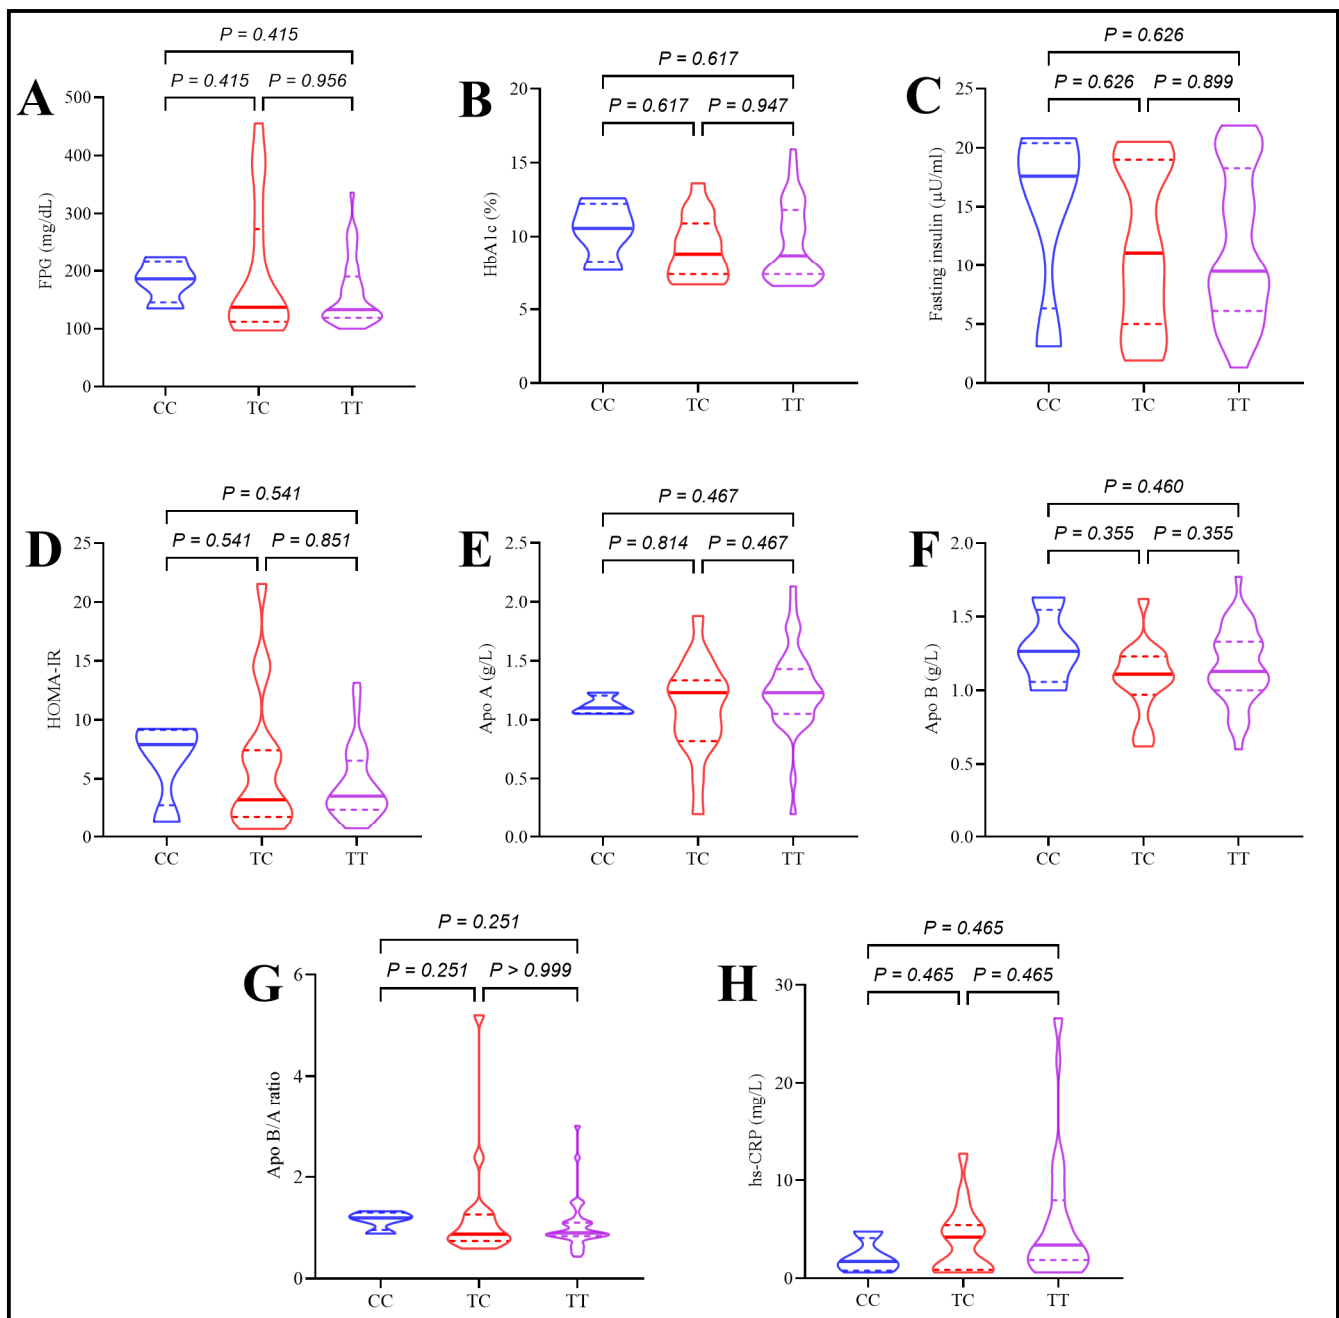 A
P = 0.415
P = 0.415
P = 0.956
FPG (mg/dL)
500
400
300
200
100
0
CC
TC
TT
B
P = 0.617
P = 0.617
P = 0.947
HbA1c (%)
20
15
10
5
0
CC
TC
TT
C
P = 0.626
P = 0.626
P = 0.899
Fasting insulin (μU/ml)
25
20
15
10
5
0
CC
TC
TT
D
P = 0.541
P = 0.541
P = 0.851
HOMA-IR
25
20
15
10
5
0
CC
TC
TT
E
P = 0.467
P = 0.814
P = 0.467
Apo A (g/L)
2.5
2.0
1.5
1.0
0.5
0.0
CC
TC
TT
F
P = 0.460
P = 0.355
P = 0.355
Apo B (g/L)
2.0
1.5
1.0
0.5
0.0
CC
TC
TT
G
P = 0.251
P = 0.251
P > 0.999
Apo B/A ratio
6
4
2
0
CC
TC
TT
H
P = 0.465
P = 0.465
P = 0.465
hs-CRP (mg/L)
30
20
10
0
CC
TC
TT